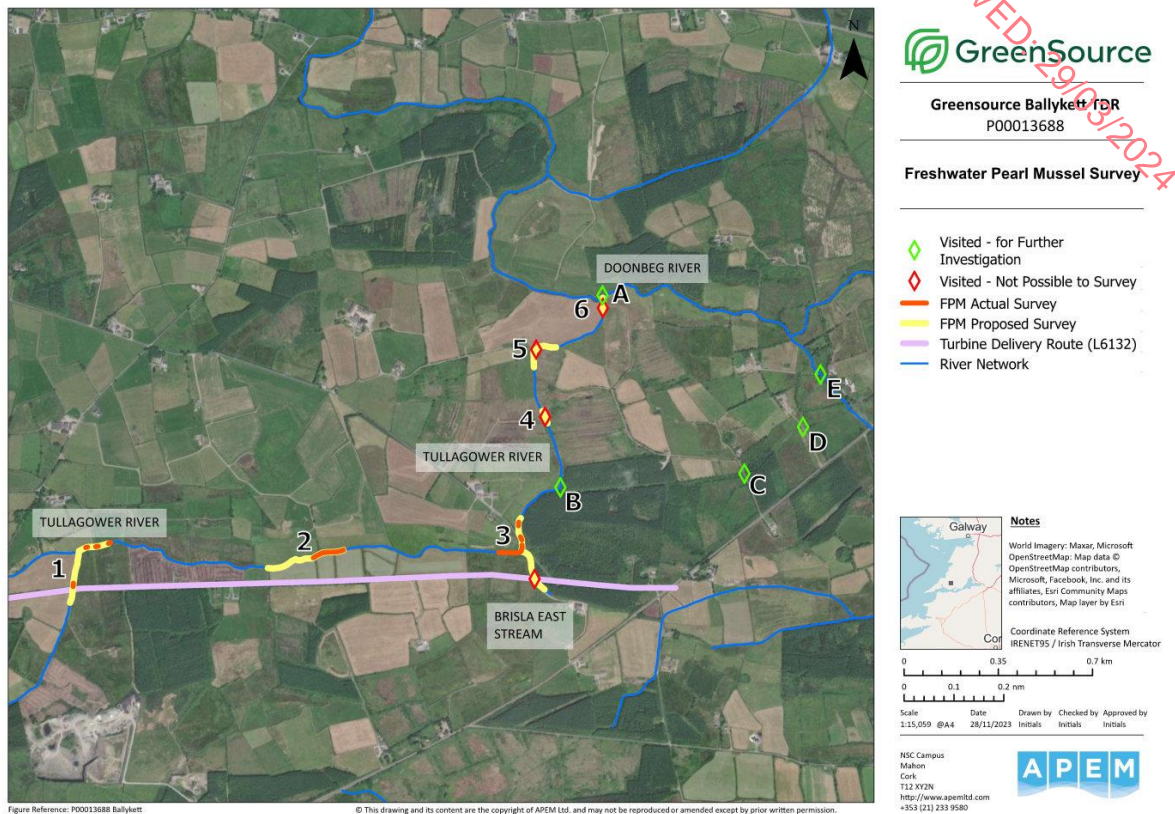 N
DOONBEG RIVER
A
6
5
E
4
D
TULLAGOWER RIVER
C
B
TULLAGOWER RIVER
3
2
1
BRISLA EAST
STREAM
VED: 29/03/2024
GreenSource
Greensource Ballykett TDR
P00013688
Freshwater Pearl Mussel Survey
Visited - for Further
Investigation
Visited - Not Possible to Survey
FPM Actual Survey
FPM Proposed Survey
Turbine Delivery Route (L6132)
River Network
Galway
Cor
Notes
World Imagery: Maxar, Microsoft
OpenStreetMap: Map data ©
OpenStreetMap contributors,
Microsoft, Facebook, Inc. and its
affiliates, Esri Community Maps
contributors, Map layer by Esri
Coordinate Reference System
IRENET95 / Irish Transverse Mercator
0 0.35 0.7 km
0 0.1 0.2 nm
Scale Date Drawn by Checked by Approved by
1:15,059 @A4 28/11/2023 Initials Initials Initials
NSC Campus
Mahon
Cork
T12 XY2N
http://www.apemltd.com
+353 (21) 233 9580
APEM
Figure Reference: P00013688 Ballykett
© This drawing and its content are the copyright of APEM Ltd. and may not be reproduced or amended except by prior written permission.